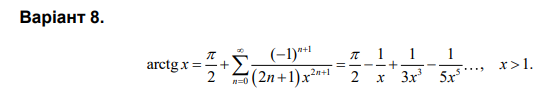 Варіант 8.
arctg x = π/2 + ∑_{n=0}^{∞} (-1)^{n+1}/((2n+1)x^{2n+1}) = π/2 - 1/x + 1/(3x^3) - 1/(5x^5)..., x > 1.